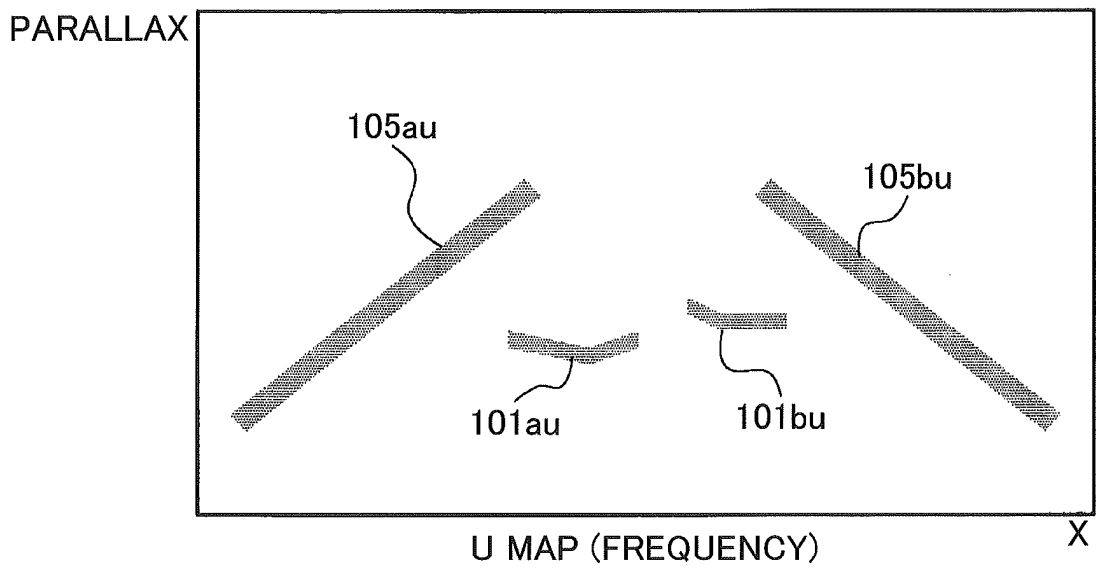 PARALLAX
105au
105bu
101au
101bu
X
U MAP (FREQUENCY)